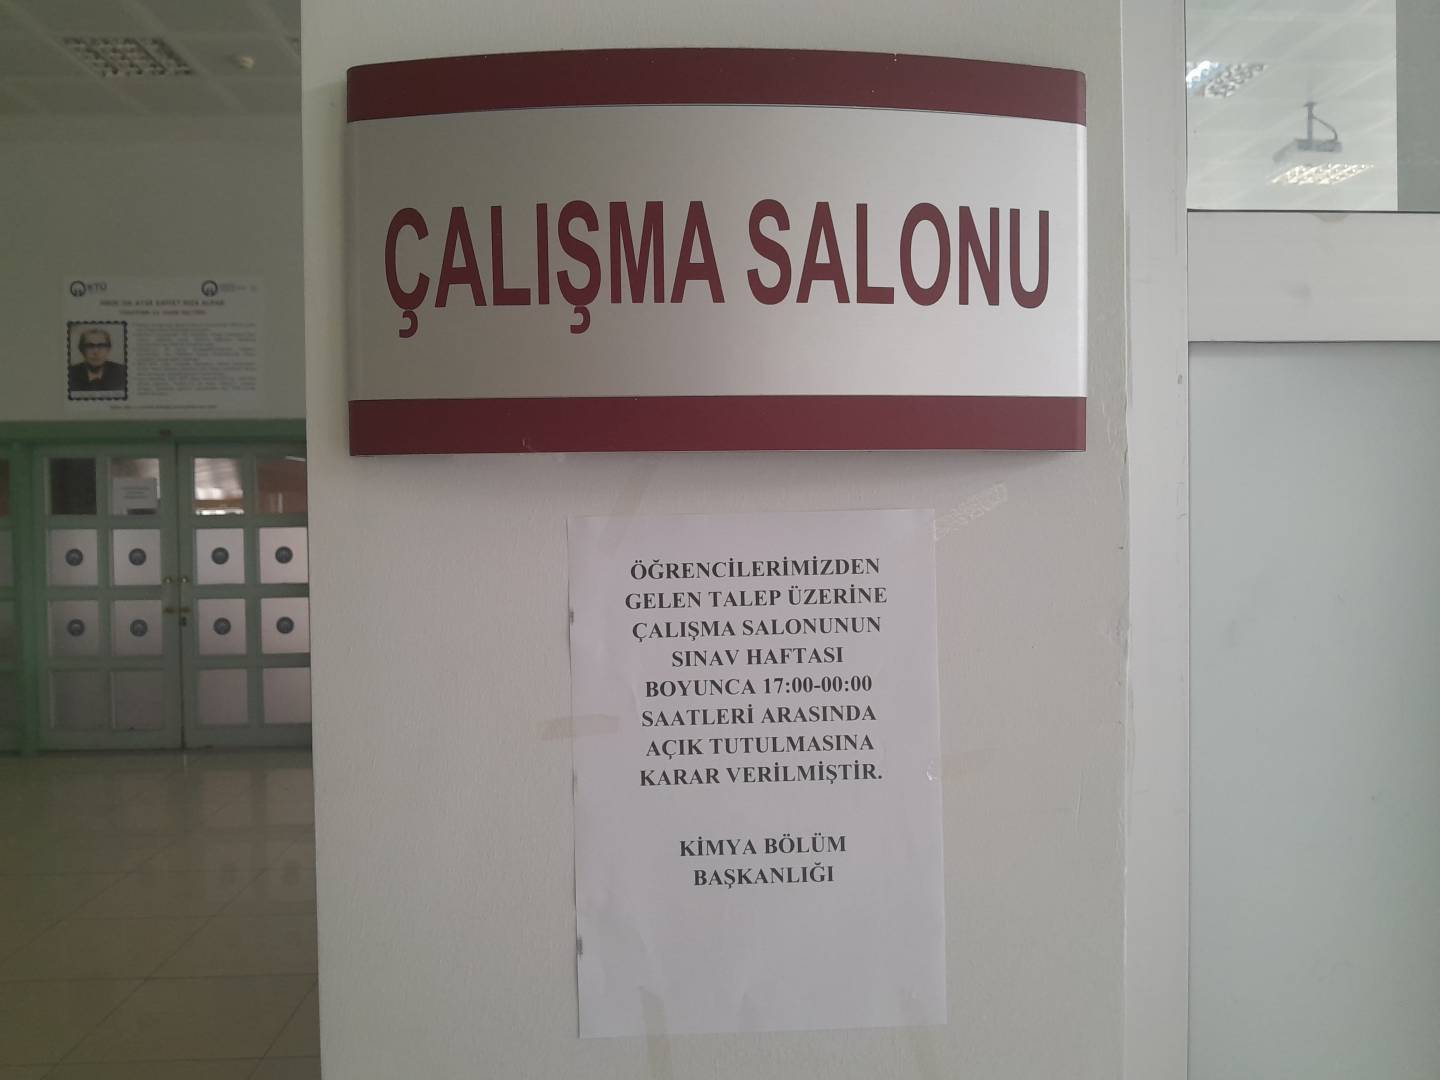 ÇALIŞMA SALONU
ÖĞRENCİLERİMİZDEN
GELEN TALEP ÜZERİNE
ÇALIŞMA SALONUNUN
SINAV HAFTASI
BOYUNCA 17:00-00:00
SAATLERİ ARASINDA
AÇIK TUTULMASINA
KARAR VERİLMİŞTİR.
KİMYA BÖLÜM
BAŞKANLIĞI
KTÜ